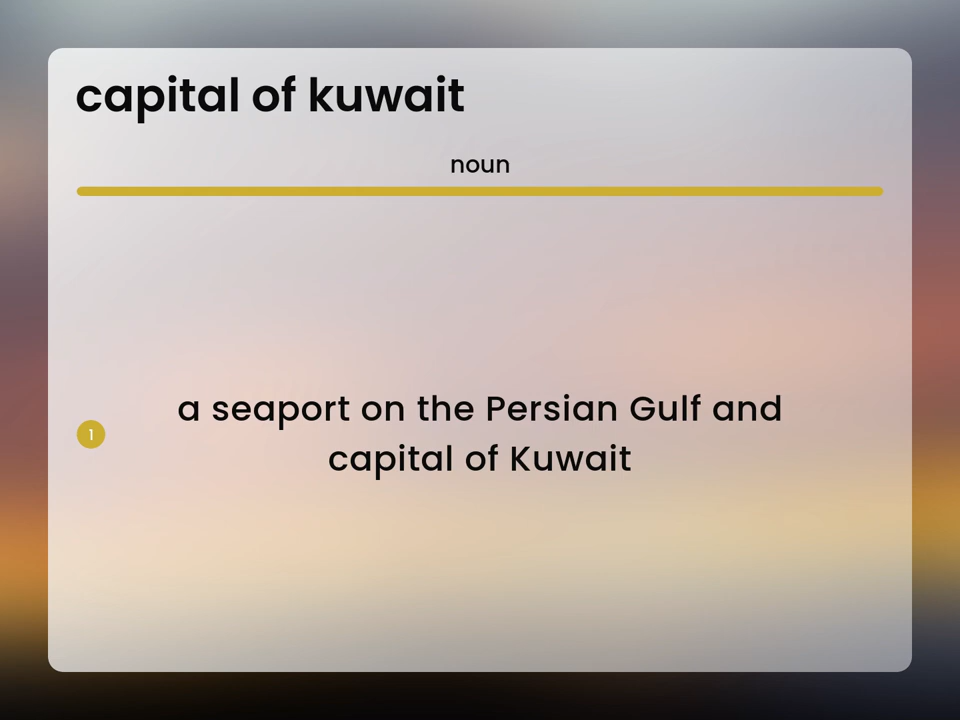 capital of kuwait
noun
a seaport on the Persian Gulf and
1
capital of Kuwait